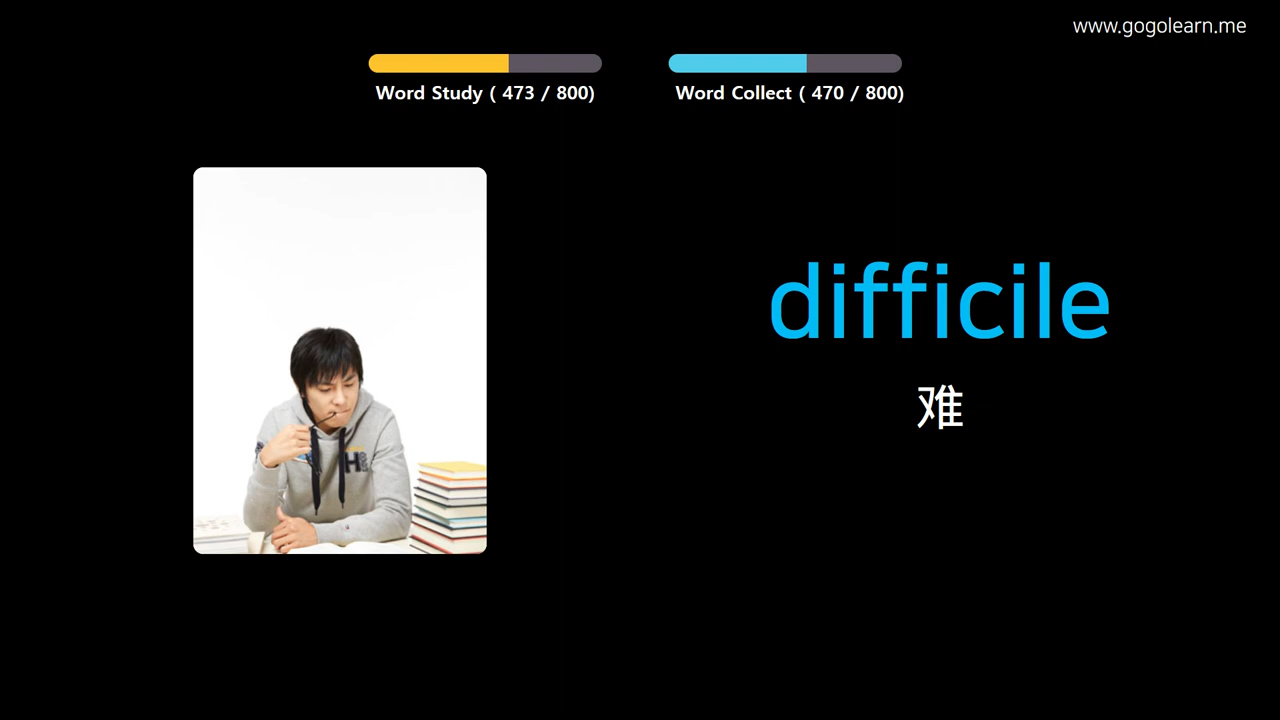 www.gogolearn.me
Word Study ( 473 / 800)
Word Collect ( 470 / 800)
difficile
难
H